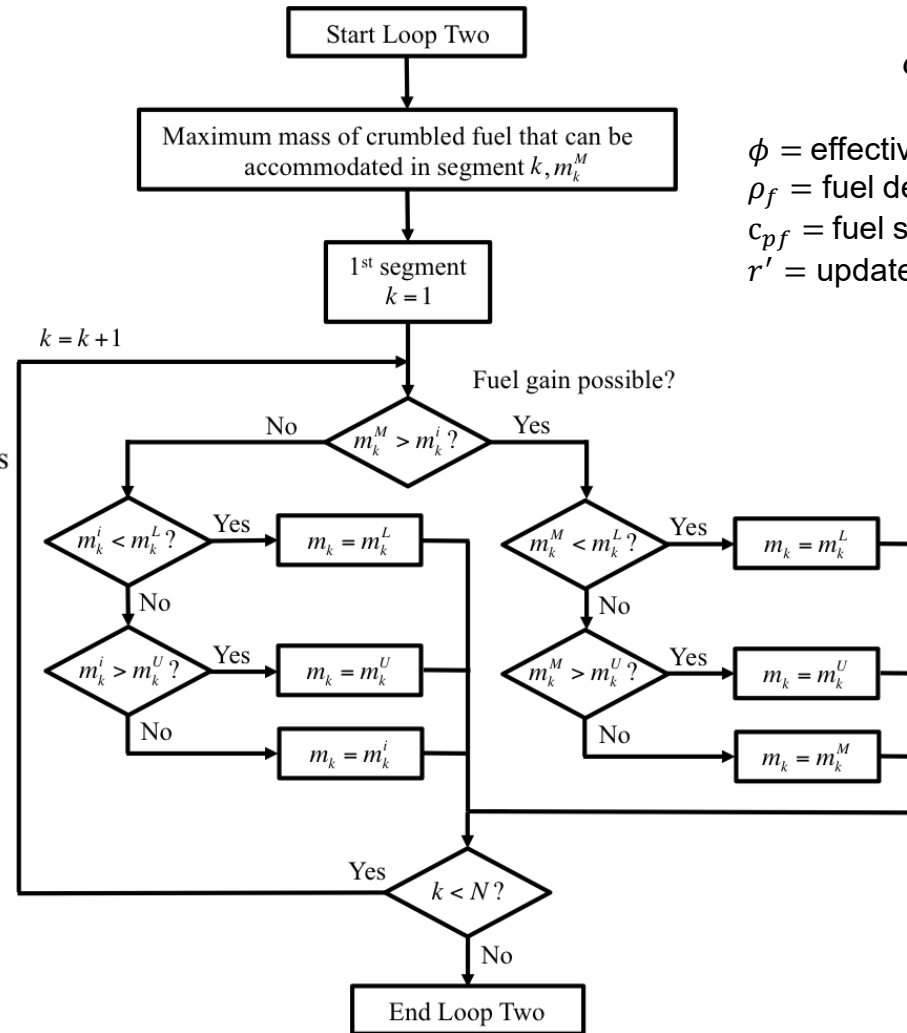 Start Loop Two
Maximum mass of crumbled fuel that can be
accommodated in segment k, m_k^M
ϕ = effectiv
ρ_f = fuel de
c_{pf} = fuel s
r′ = update
1st segment
k = 1
k = k+1
Fuel gain possible?
No
m_k^M > m_k^i ?
Yes
s
m_k^i < m_k^L ?
Yes
m_k = m_k^L
m_k^M < m_k^L ?
Yes
m_k = m_k^L
No
No
m_k^i > m_k^U ?
Yes
m_k = m_k^U
m_k^M > m_k^U ?
Yes
m_k = m_k^U
No
m_k = m_k^i
No
m_k = m_k^M
Yes
k < N ?
No
End Loop Two